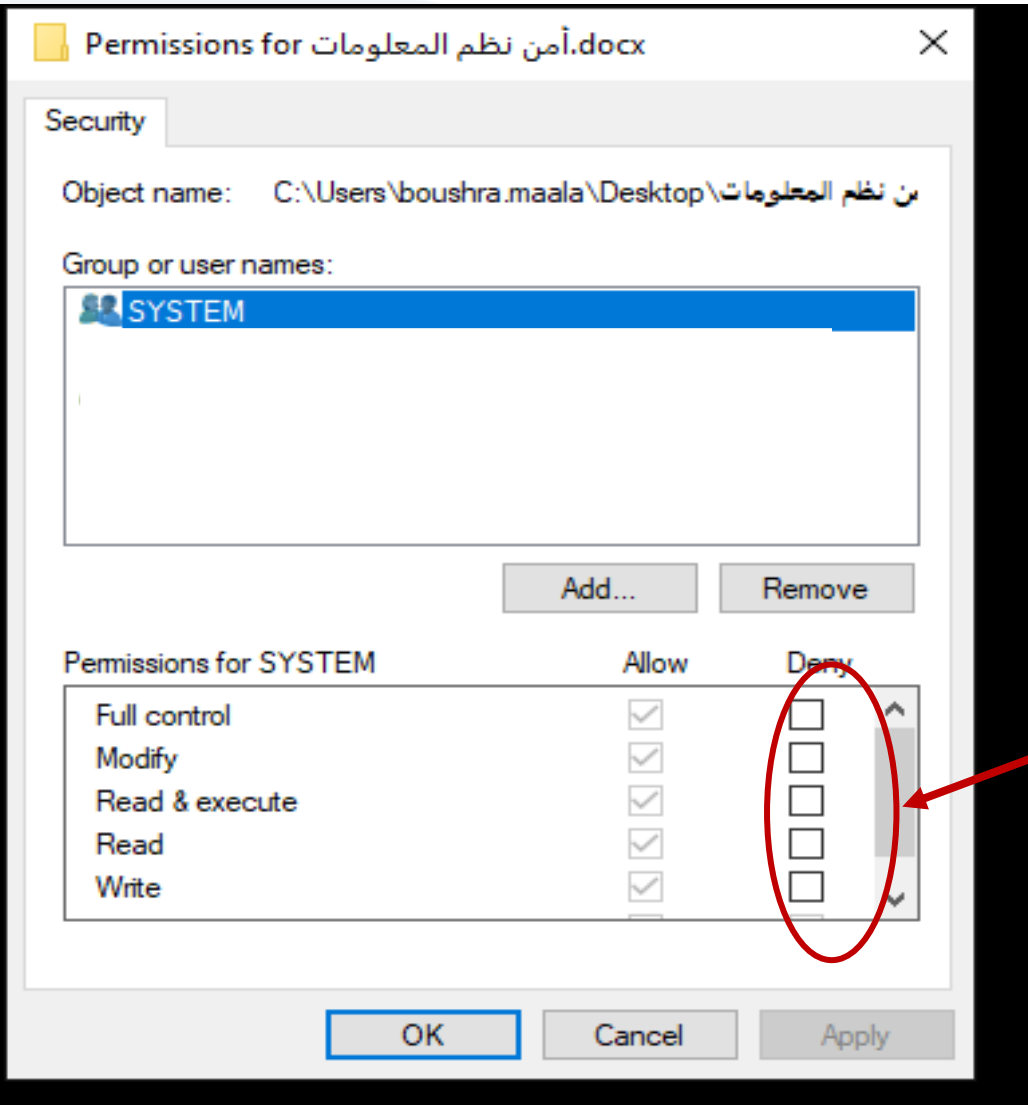 Permissions for أمن نظم المعلومات.docx
Security
Object name: C:\Users\boushra.maala\Desktop\من نظم المعلومات
Group or user names:
SYSTEM
Add... Remove
Permissions for SYSTEM Allow Deny
Full control
Modify
Read & execute
Read
Write
OK Cancel Apply